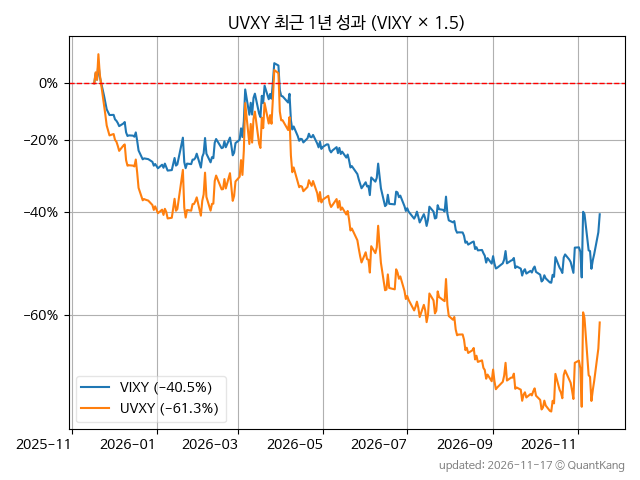 UVXY 최근 1년 성과 (VIXY × 1.5)
0%
−20%
−40%
−60%
VIXY (−40.5%)
UVXY (−61.3%)
2025-11 2026-01 2026-03 2026-05 2026-07 2026-09 2026-11
updated: 2026-11-17 © QuantKang